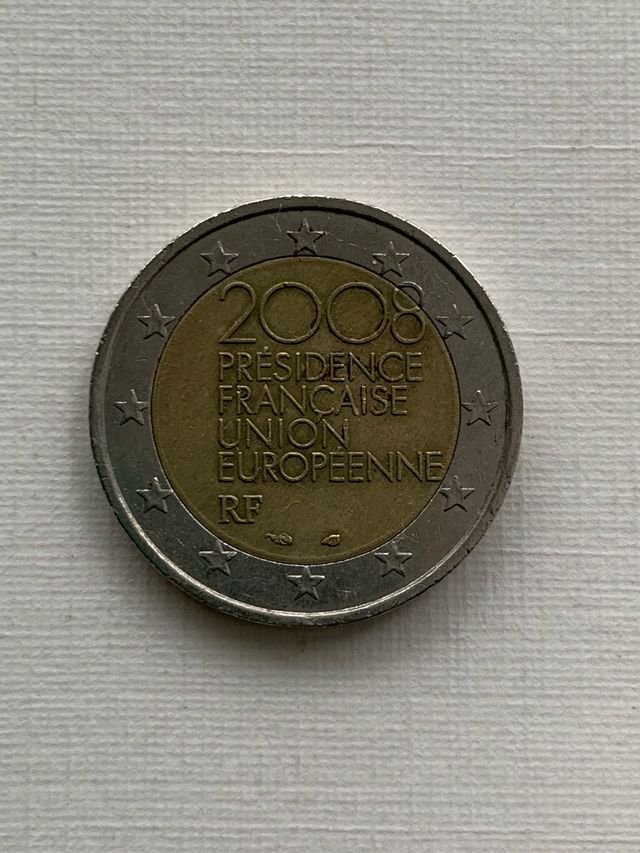 2008
PRÉSIDENCE
FRANÇAISE
UNION
EUROPÉENNE
RF